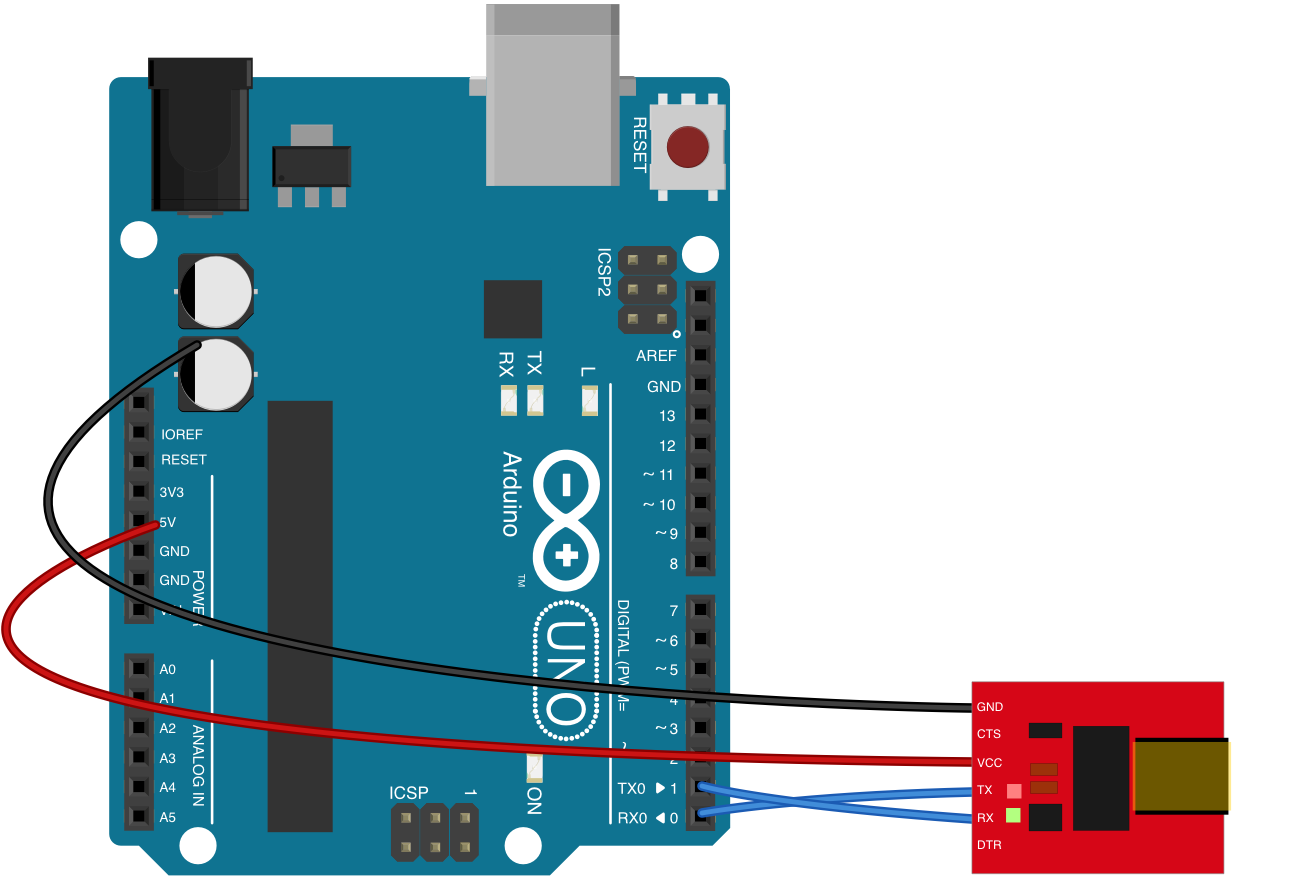 RESET
ICSP2
RX
TX
L
AREF
GND
13
12
~ 11
~ 10
~ 9
8
IOREF
RESET
3V3
5V
GND
GND
POWER
Arduino
TM
UNO
DIGITAL (PWM=
~
7
~ 6
~ 5
4
~ 3
2
TX0 ▶ 1
RX0 ◀ 0
A0
A1
A2
A3
A4
A5
ANALOG IN
ICSP
1
ON
GND
CTS
VCC
TX
RX
DTR